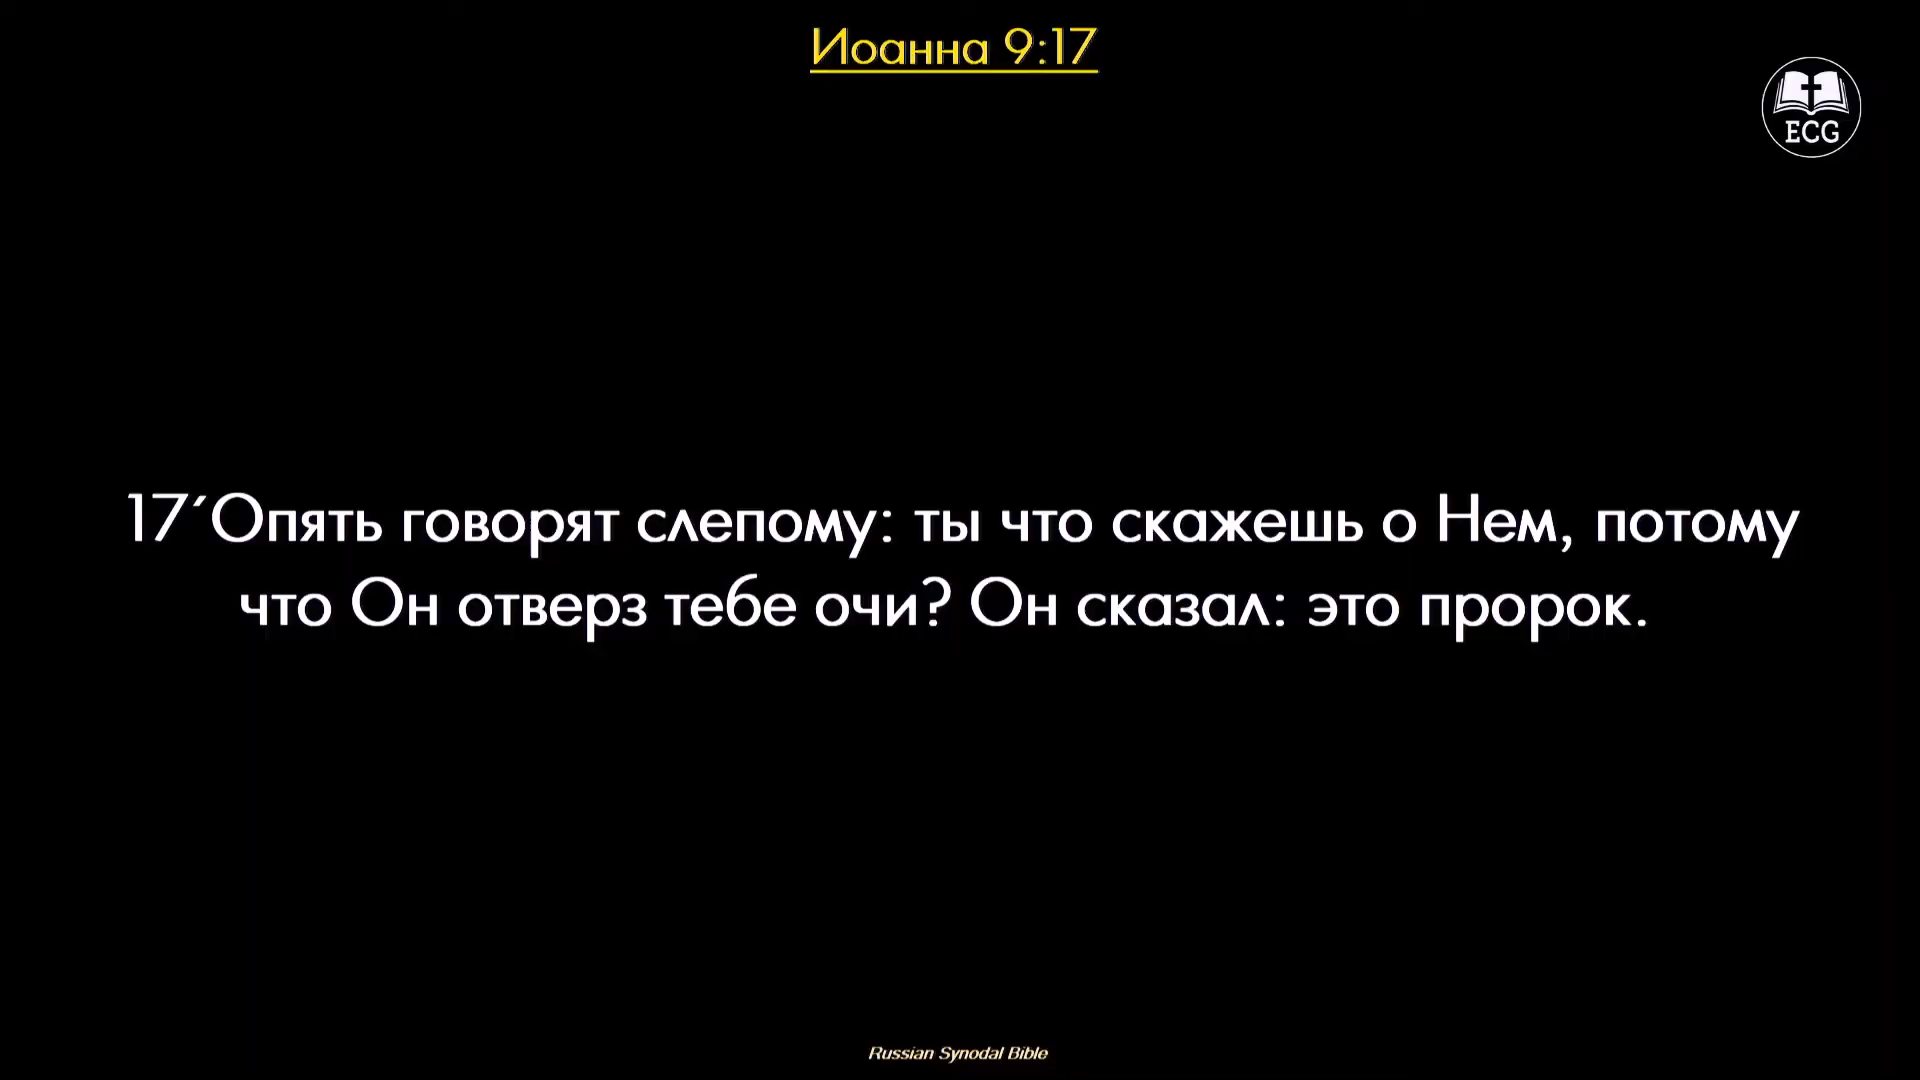 Иоанна 9:17
ECG
17´Опять говорят слепому: ты что скажешь о Нем, потому
что Он отверз тебе очи? Он сказал: это пророк.
Russian Synodal Bible